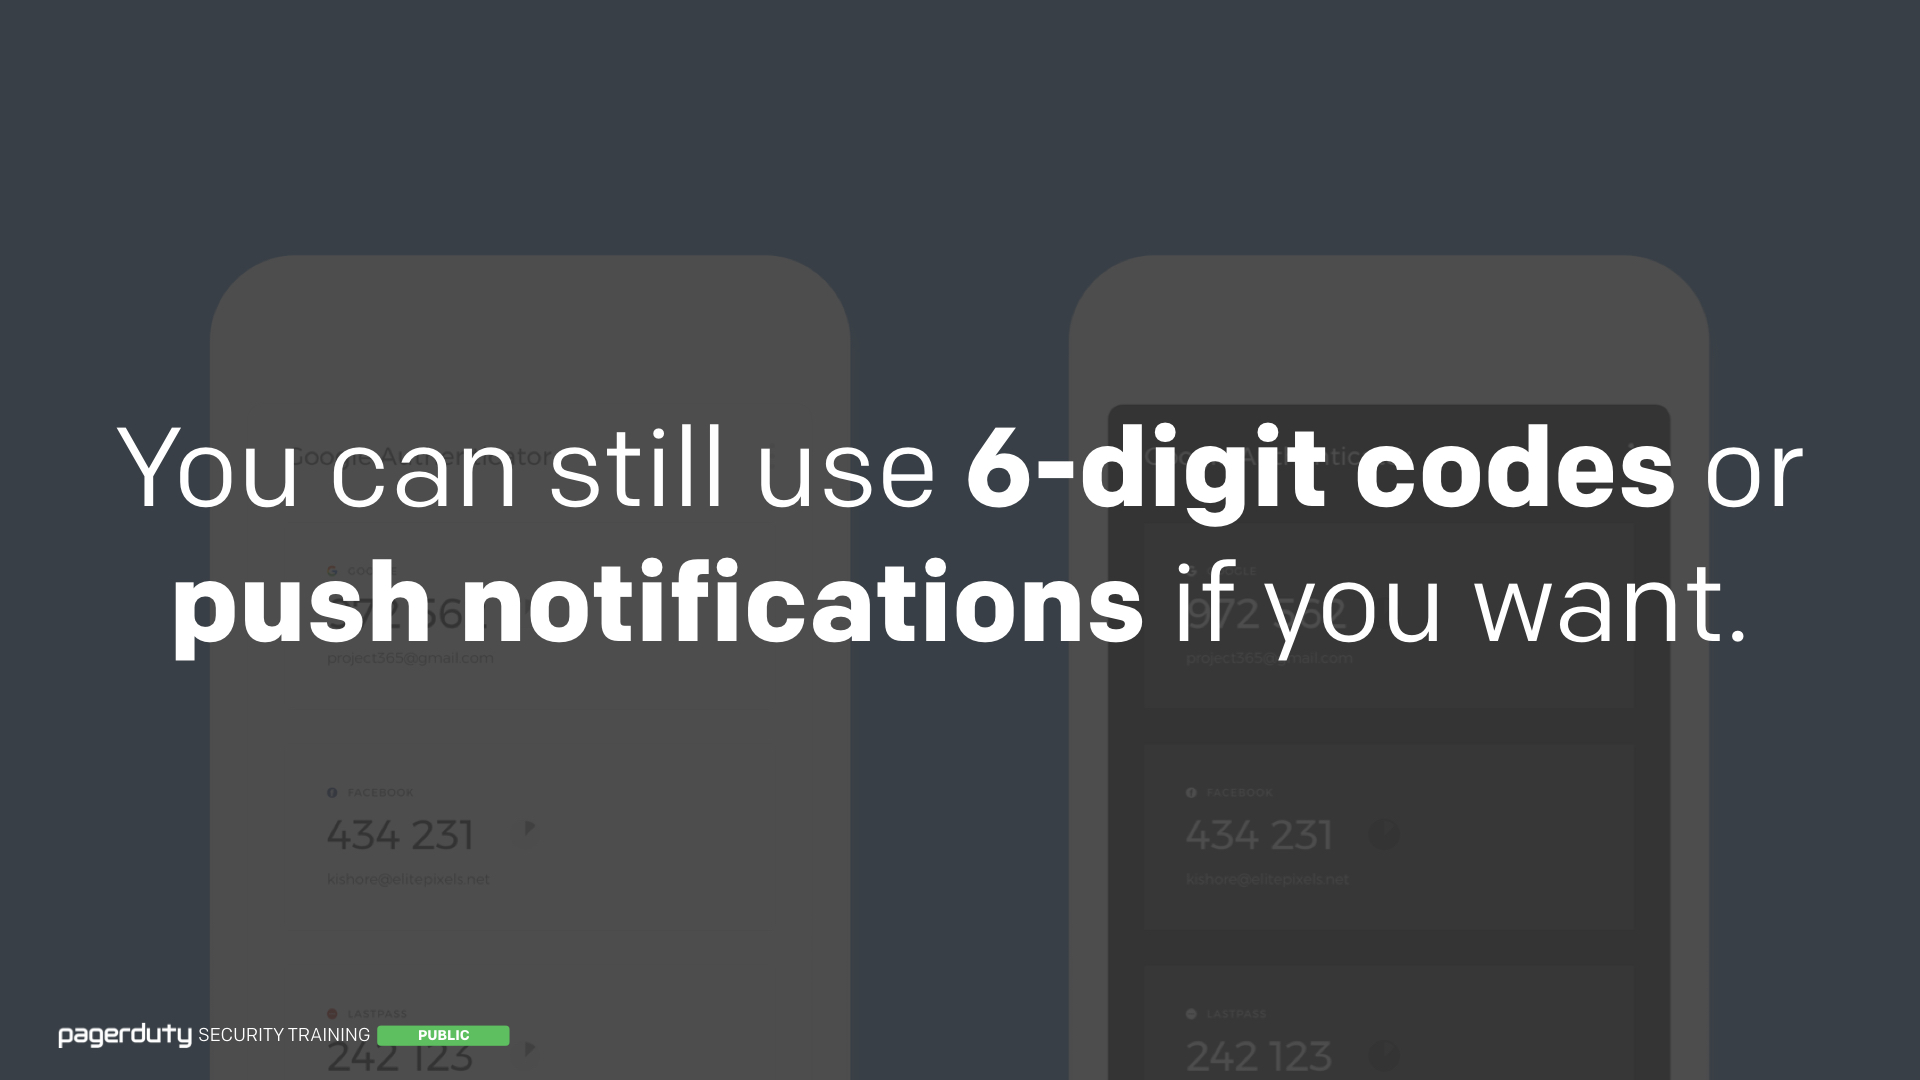 You can still use 6-digit codes or
push notifications if you want.
project365@gmail.com
project365@gmail.com
FACEBOOK
434 231
kishore@elitepixels.net
FACEBOOK
434 231
kishore@elitepixels.net
LASTPASS
242 123
LASTPASS
242 123
pagerduty SECURITY TRAINING PUBLIC